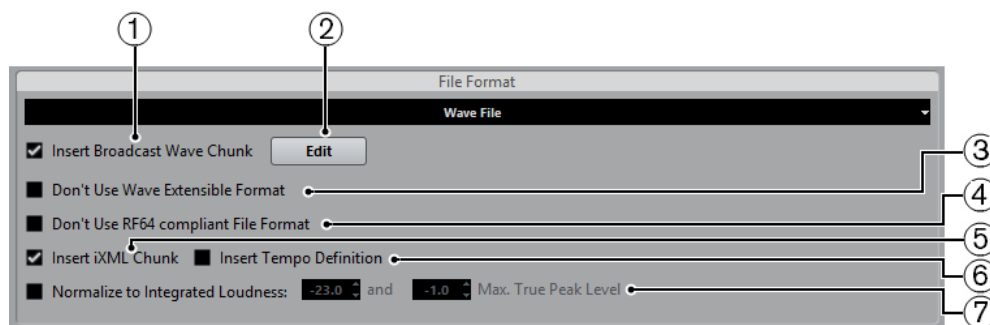 ① ②
File Format
Wave File
Insert Broadcast Wave Chunk Edit
③
Don't Use Wave Extensible Format
④
Don't Use RF64 compliant File Format
⑤
Insert iXML Chunk Insert Tempo Definition
⑥
Normalize to Integrated Loudness: -23.0 and -1.0 Max. True Peak Level
⑦